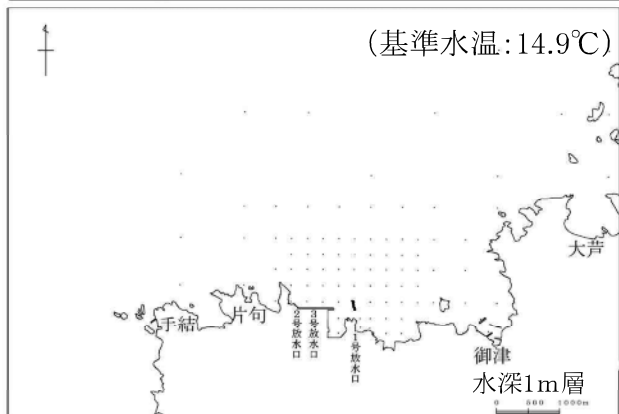 (基準水温:14.9℃)
大芦
手結
片句
2号放水口
3号放水口
1号放水口
御津
水深1m層
0 500 1000m